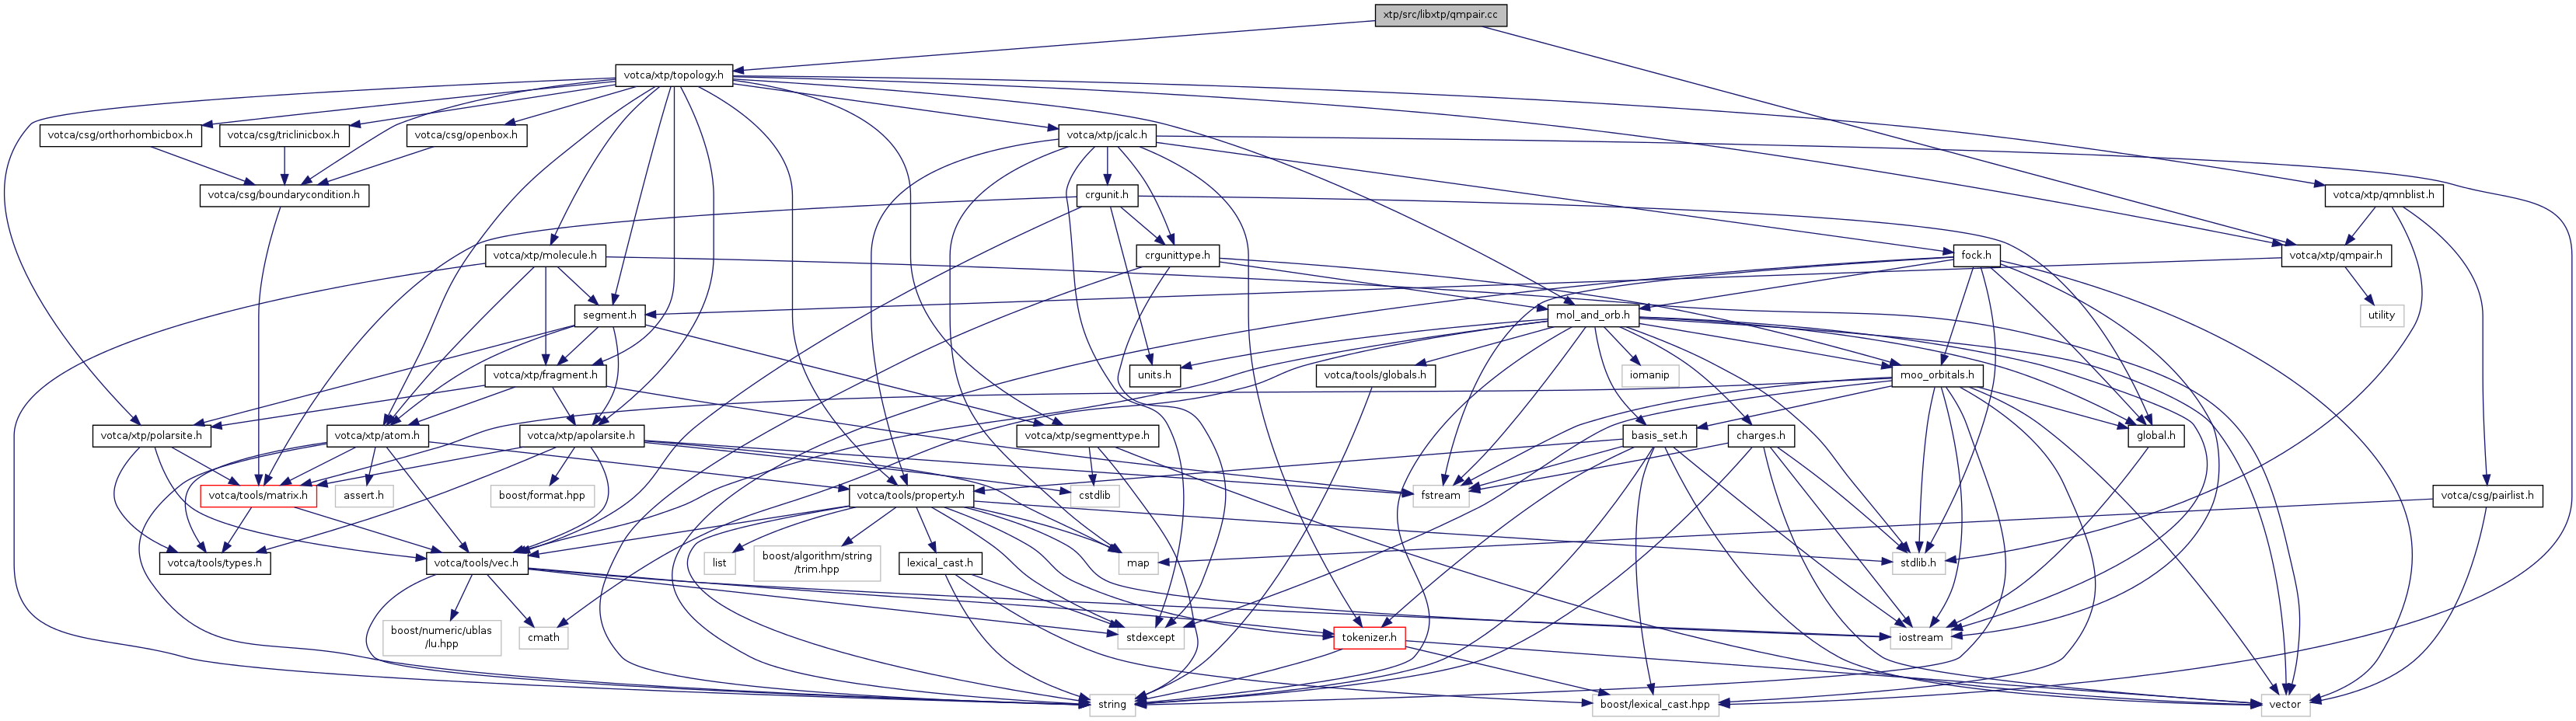 xtp/src/libxtp/qmpair.cc
votca/xtp/topology.h
votca/csg/orthorhombicbox.h
votca/csg/triclinicbox.h
votca/csg/openbox.h
votca/xtp/jcalc.h
votca/csg/boundarycondition.h
crgunit.h
votca/xtp/qmnblist.h
votca/xtp/molecule.h
crgunittype.h
fock.h
votca/xtp/qmpair.h
segment.h
mol_and_orb.h
utility
votca/xtp/fragment.h
units.h
votca/tools/globals.h
iomanip
moo_orbitals.h
votca/xtp/polarsite.h
votca/xtp/atom.h
votca/xtp/apolarsite.h
votca/xtp/segmenttype.h
basis_set.h
charges.h
global.h
votca/tools/matrix.h
assert.h
boost/format.hpp
votca/tools/property.h
cstdlib
fstream
votca/csg/pairlist.h
votca/tools/types.h
votca/tools/vec.h
list
boost/algorithm/string
/trim.hpp
lexical_cast.h
map
stdlib.h
boost/numeric/ublas
/lu.hpp
cmath
stdexcept
tokenizer.h
iostream
string
boost/lexical_cast.hpp
vector